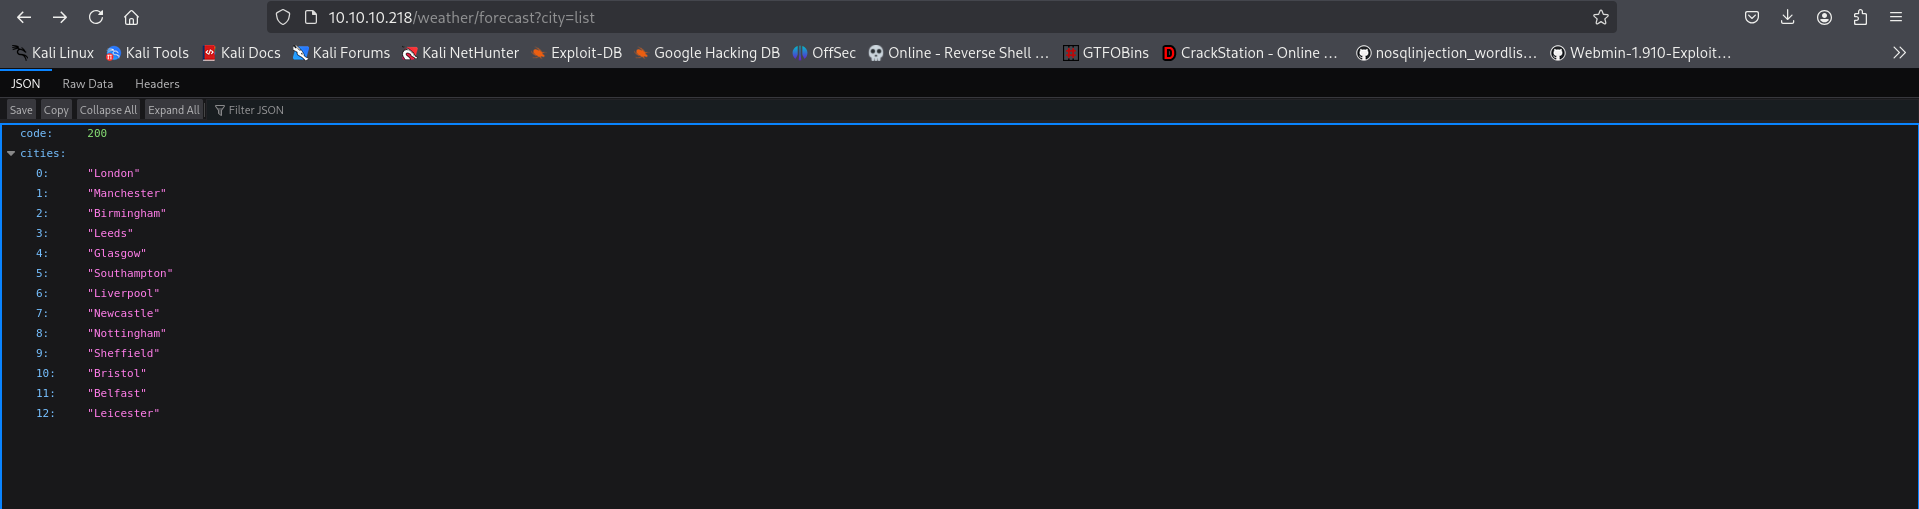 10.10.10.218/weather/forecast?city=list
Kali Linux Kali Tools Kali Docs Kali Forums Kali NetHunter Exploit-DB Google Hacking DB OffSec Online - Reverse Shell … GTFOBins CrackStation - Online … nosqlinjection_wordlis… Webmin-1.910-Exploit…
JSON Raw Data Headers
Save Copy Collapse All Expand All Filter JSON
code: 200
cities:
0: "London"
1: "Manchester"
2: "Birmingham"
3: "Leeds"
4: "Glasgow"
5: "Southampton"
6: "Liverpool"
7: "Newcastle"
8: "Nottingham"
9: "Sheffield"
10: "Bristol"
11: "Belfast"
12: "Leicester"